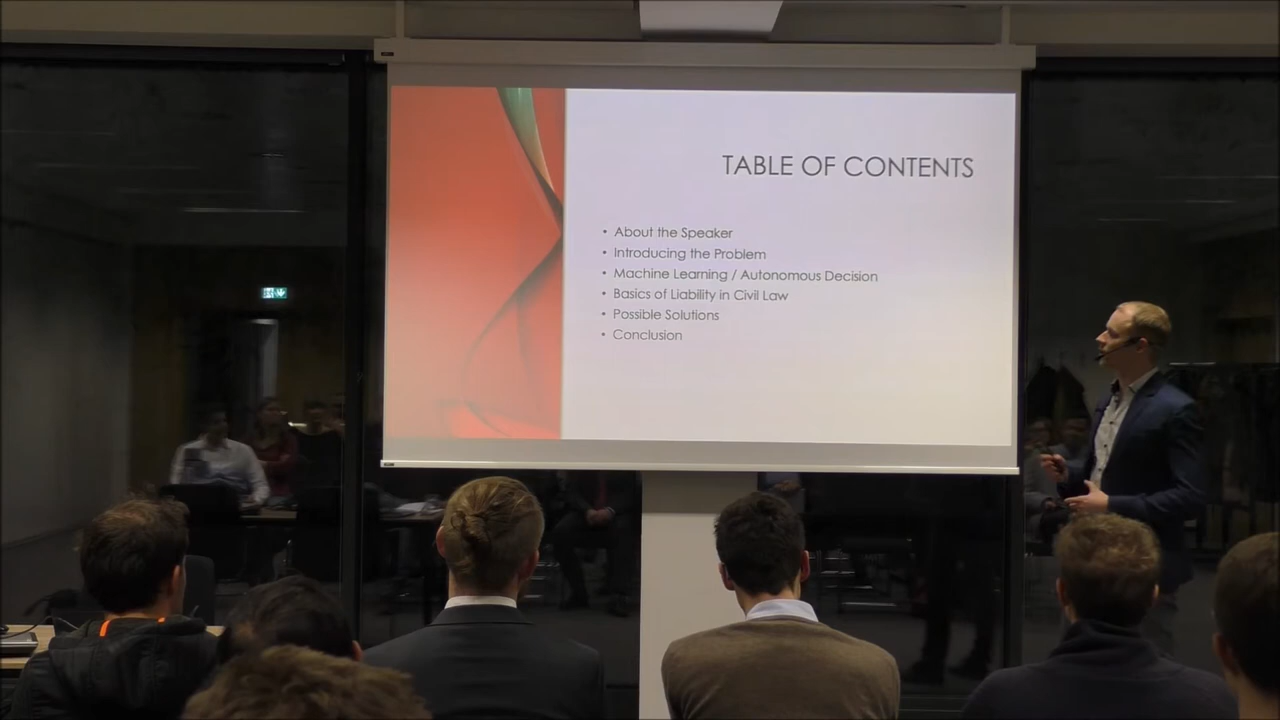 TABLE OF CONTENTS
• About the Speaker
• Introducing the Problem
• Machine Learning / Autonomous Decision
• Basics of Liability in Civil Law
• Possible Solutions
• Conclusion